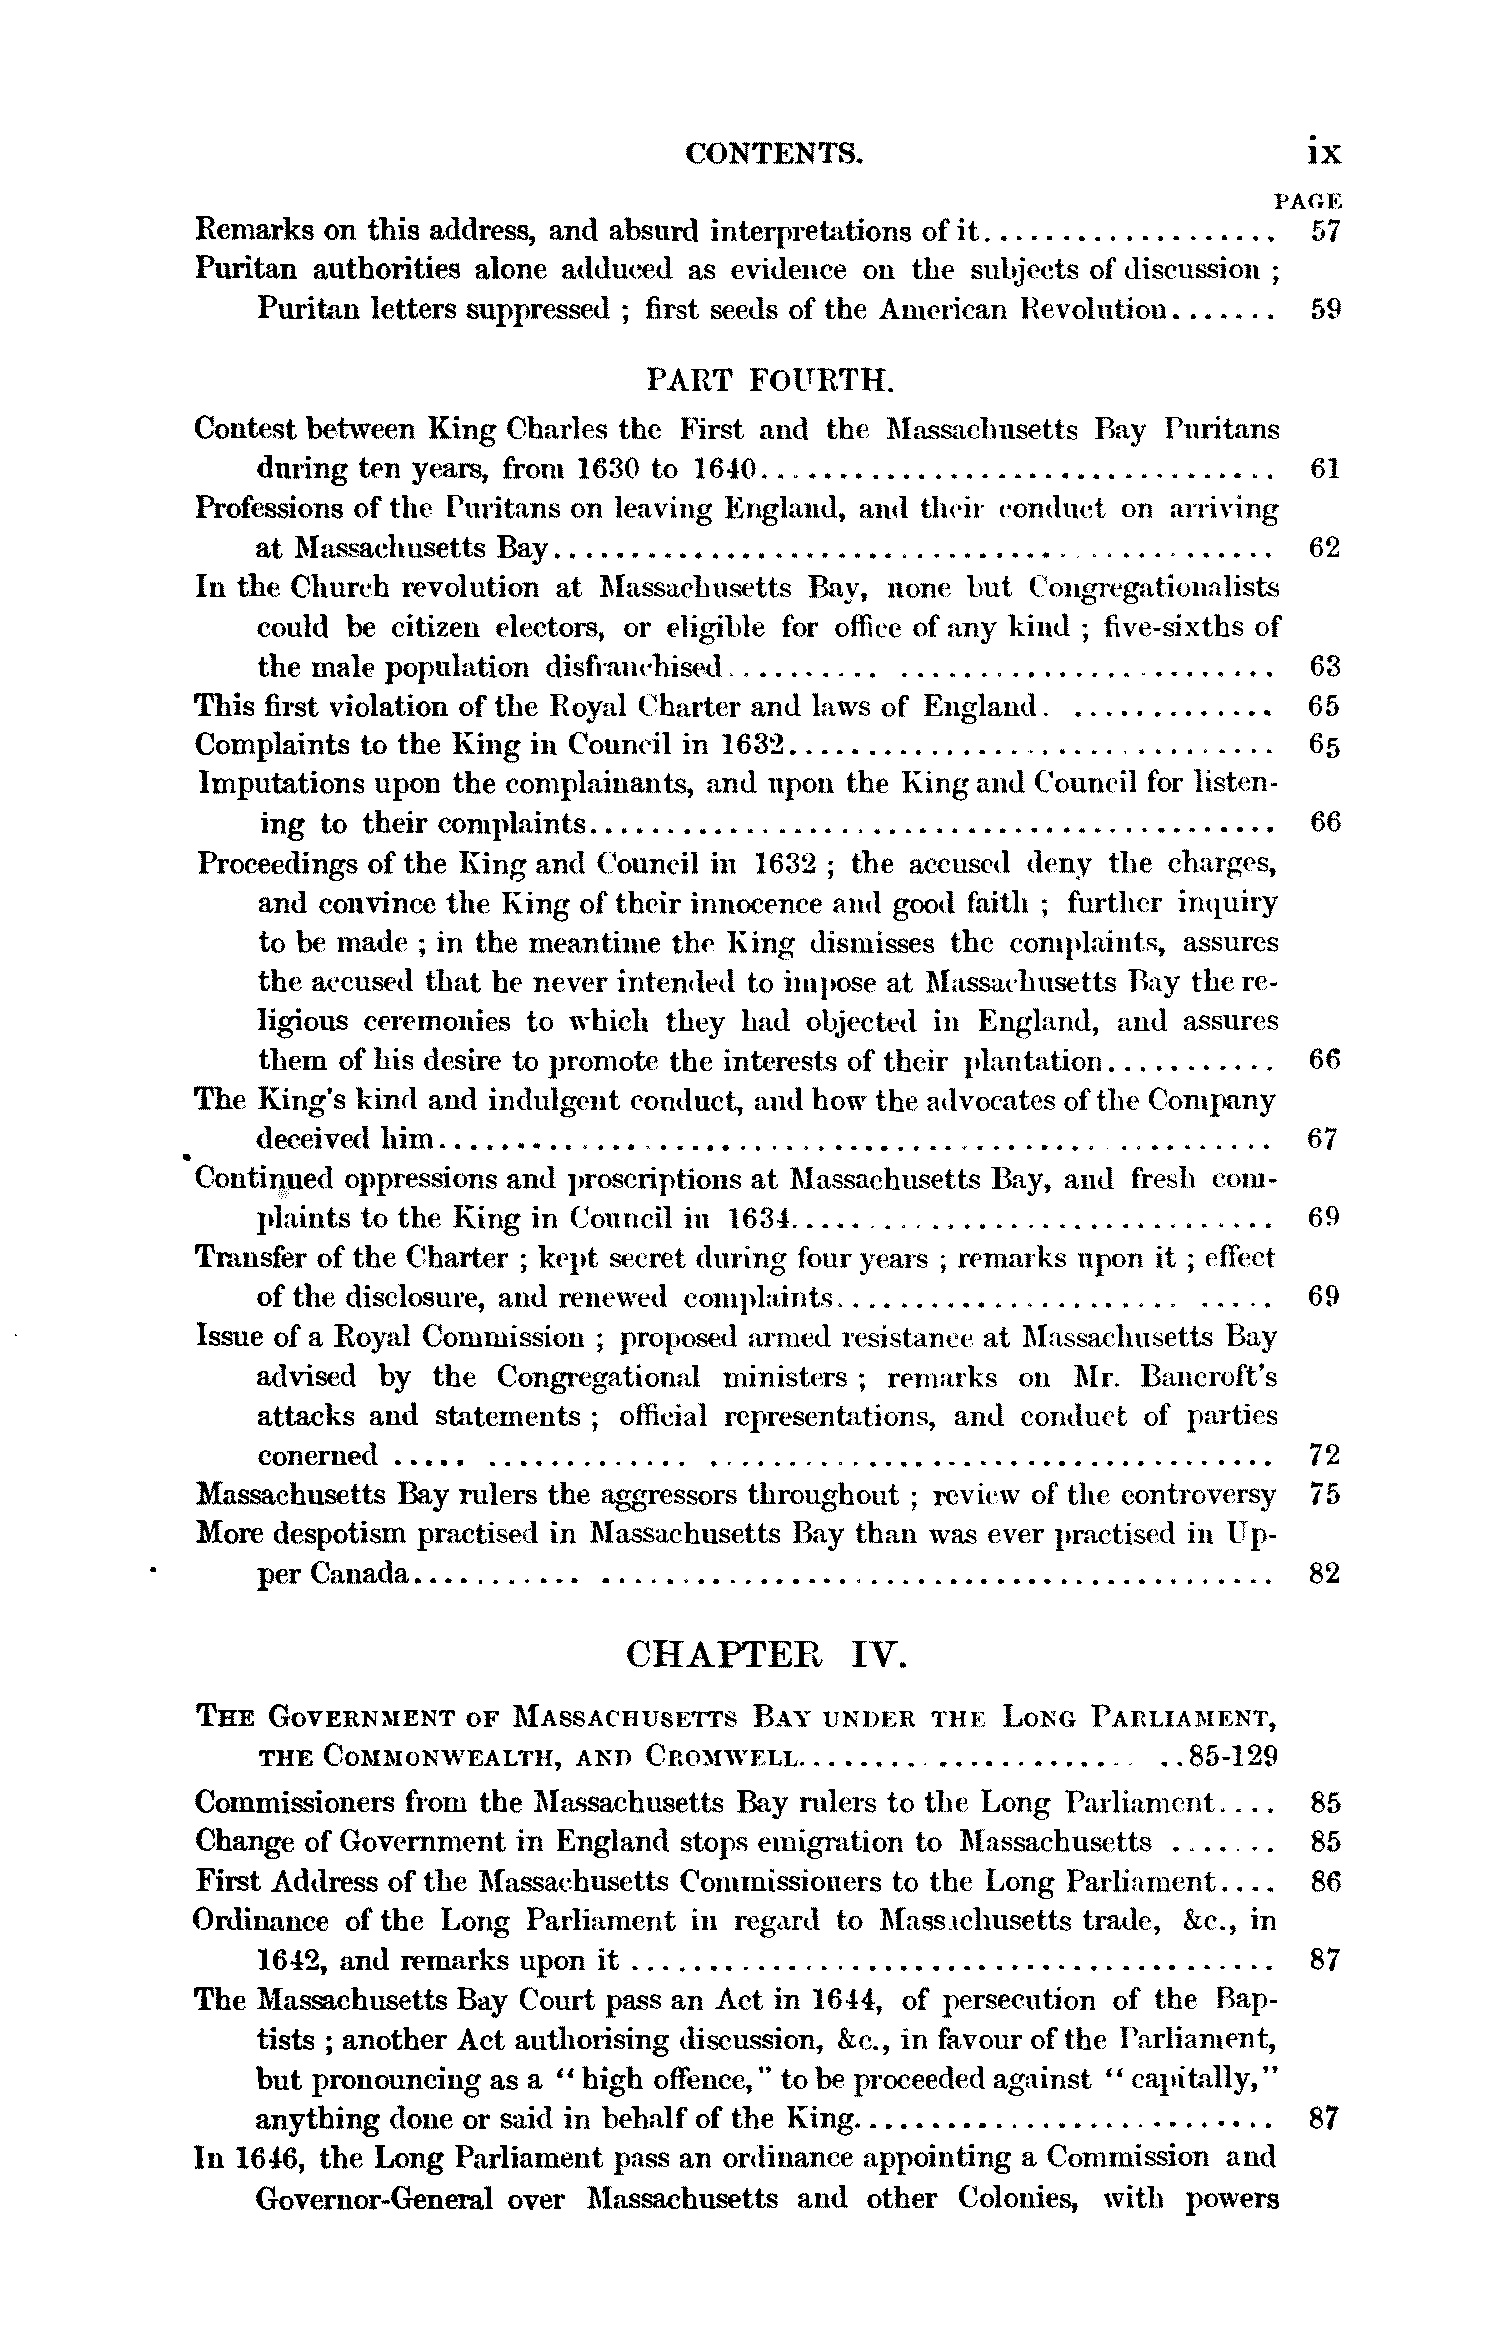 CONTENTS. ix
PAGE
Remarks on this address, and absurd interpretations of it................... 57
Puritan authorities alone adduced as evidence on the subjects of discussion ;
Puritan letters suppressed ; first seeds of the American Revolution....... 59
PART FOURTH.
Contest between King Charles the First and the Massachusetts Bay Puritans
during ten years, from 1630 to 1640................................. 61
Professions of the Puritans on leaving England, and their conduct on arriving
at Massachusetts Bay.............................................. 62
In the Church revolution at Massachusetts Bay, none but Congregationalists
could be citizen electors, or eligible for office of any kind ; five-sixths of
the male population disfranchised.......... ........................ 63
This first violation of the Royal Charter and laws of England. ............. 65
Complaints to the King in Council in 1632............................... 65
Imputations upon the complainants, and upon the King and Council for listen-
ing to their complaints............................................ 66
Proceedings of the King and Council in 1632 ; the accused deny the charges,
and convince the King of their innocence and good faith ; further inquiry
to be made ; in the meantime the King dismisses the complaints, assures
the accused that he never intended to impose at Massachusetts Bay the re-
ligious ceremonies to which they had objected in England, and assures
them of his desire to promote the interests of their plantation........... 66
The King's kind and indulgent conduct, and how the advocates of the Company
deceived him..................................................... 67
Continued oppressions and proscriptions at Massachusetts Bay, and fresh com-
plaints to the King in Council in 1634............................... 69
Transfer of the Charter ; kept secret during four years ; remarks upon it ; effect
of the disclosure, and renewed complaints...................... ..... 69
Issue of a Royal Commission ; proposed armed resistance at Massachusetts Bay
advised by the Congregational ministers ; remarks on Mr. Bancroft's
attacks and statements ; official representations, and conduct of parties
conerned ..... ............. .................................... 72
Massachusetts Bay rulers the aggressors throughout ; review of the controversy 75
More despotism practised in Massachusetts Bay than was ever practised in Up-
per Canada........... ........................................... 82
CHAPTER IV.
THE GOVERNMENT OF MASSACHUSETTS BAY UNDER THE LONG PARLIAMENT,
THE COMMONWEALTH, AND CROMWELL..................... ..85-129
Commissioners from the Massachusetts Bay rulers to the Long Parliament.... 85
Change of Government in England stops emigration to Massachusetts ....... 85
First Address of the Massachusetts Commissioners to the Long Parliament.... 86
Ordinance of the Long Parliament in regard to Massachusetts trade, &c., in
1642, and remarks upon it ......................................... 87
The Massachusetts Bay Court pass an Act in 1644, of persecution of the Bap-
tists ; another Act authorising discussion, &c., in favour of the Parliament,
but pronouncing as a "high offence," to be proceeded against "capitally,"
anything done or said in behalf of the King........................... 87
In 1646, the Long Parliament pass an ordinance appointing a Commission and
Governor-General over Massachusetts and other Colonies, with powers